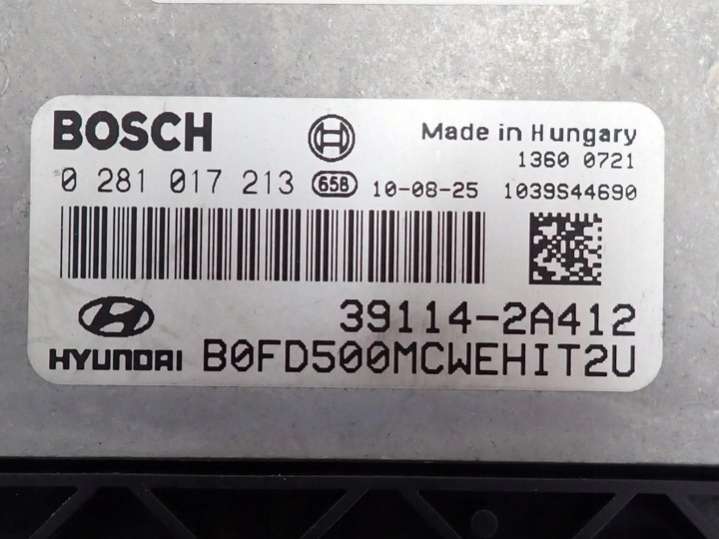 BOSCH
Made in Hungary
1360 0721
0 281 017 213 658 10-08-25 1039S44690
39114-2A412
HYUNDAI B0FD500MCWEHIT2U